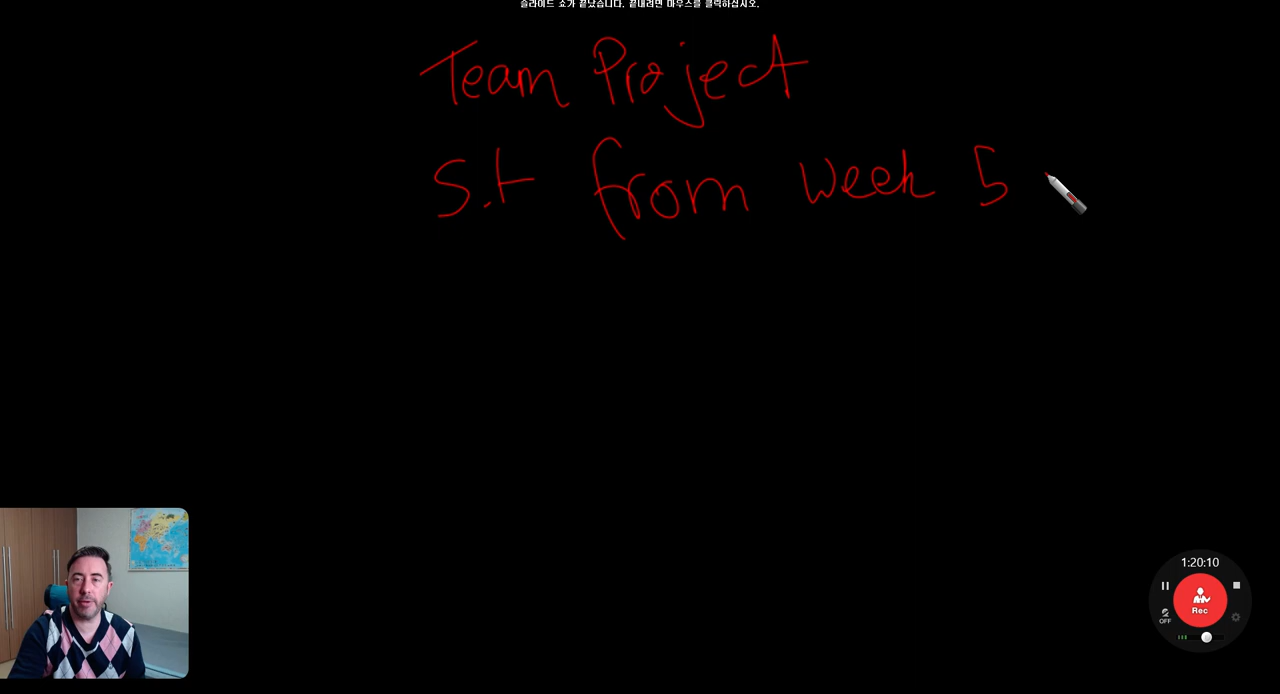 슬라이드 쇼가 끝났습니다. 끝내려면 마우스를 클릭하십시오.
Team Project
S.t from week 5
1:20:10
Rec
OFF